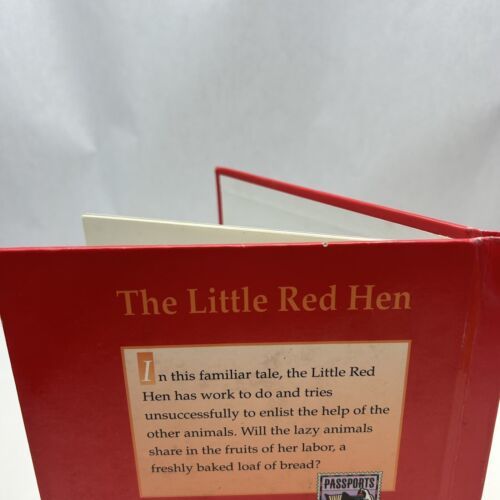 The Little Red Hen
In this familiar tale, the Little Red
Hen has work to do and tries
unsuccessfully to enlist the help of the
other animals. Will the lazy animals
share in the fruits of her labor, a
freshly baked loaf of bread?
PASSPORTS